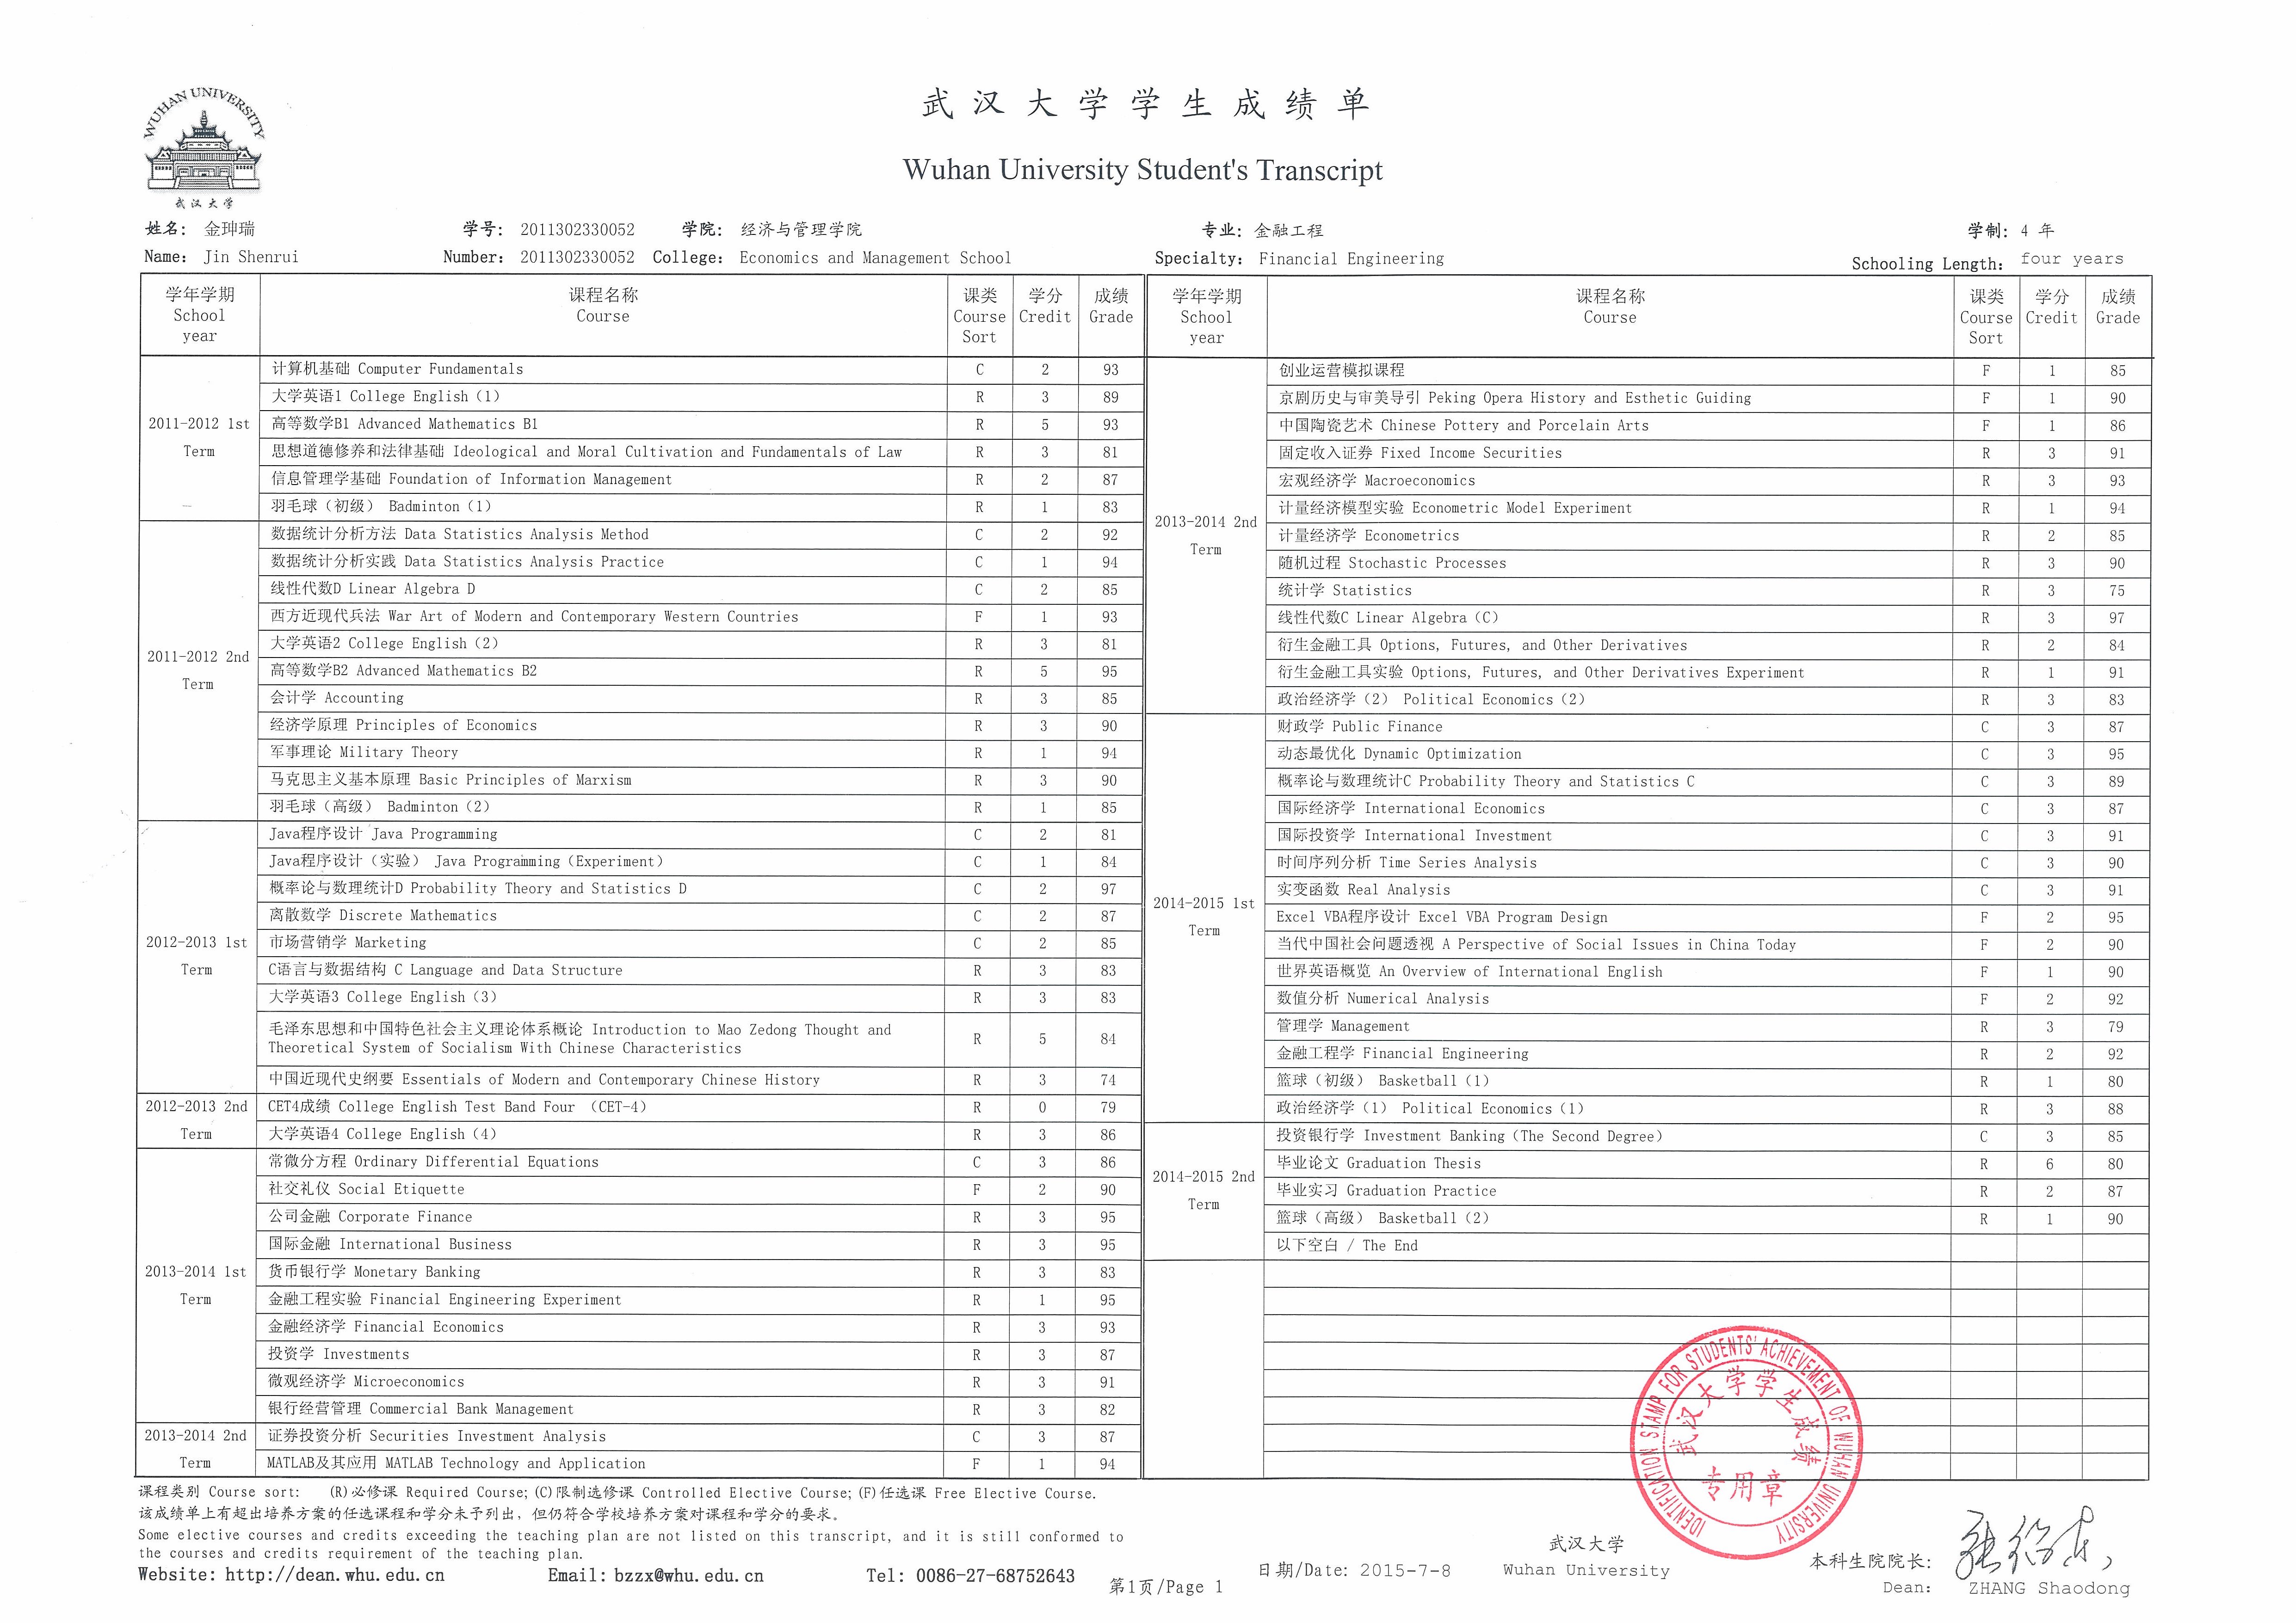 WUHAN UNIVERSITY
武汉大学
武汉大学学生成绩单
Wuhan University Student's Transcript
姓名: 金珅瑞 学号: 2011302330052 学院: 经济与管理学院 专业: 金融工程 学制: 4 年
Name: Jin Shenrui Number: 2011302330052 College: Economics and Management School Specialty: Financial Engineering Schooling Length: four years
学年学期 School year 课程名称 Course 课类 Course Sort 学分 Credit 成绩 Grade
2011-2012 1st Term
计算机基础 Computer Fundamentals C 2 93
大学英语1 College English (1) R 3 89
高等数学B1 Advanced Mathematics B1 R 5 93
思想道德修养和法律基础 Ideological and Moral Cultivation and Fundamentals of Law R 3 81
信息管理学基础 Foundation of Information Management R 2 87
羽毛球（初级） Badminton (1) R 1 83
2011-2012 2nd Term
数据统计分析方法 Data Statistics Analysis Method C 2 92
数据统计分析实践 Data Statistics Analysis Practice C 1 94
线性代数D Linear Algebra D C 2 85
西方近现代兵法 War Art of Modern and Contemporary Western Countries F 1 93
大学英语2 College English (2) R 3 81
高等数学B2 Advanced Mathematics B2 R 5 95
会计学 Accounting R 3 85
经济学原理 Principles of Economics R 3 90
军事理论 Military Theory R 1 94
马克思主义基本原理 Basic Principles of Marxism R 3 90
羽毛球（高级） Badminton (2) R 1 85
2012-2013 1st Term
Java程序设计 Java Programming C 2 81
Java程序设计（实验） Java Programming (Experiment) C 1 84
概率论与数理统计D Probability Theory and Statistics D C 2 97
离散数学 Discrete Mathematics C 2 87
市场营销学 Marketing C 2 85
C语言与数据结构 C Language and Data Structure R 3 83
大学英语3 College English (3) R 3 83
毛泽东思想和中国特色社会主义理论体系概论 Introduction to Mao Zedong Thought and
Theoretical System of Socialism With Chinese Characteristics R 5 84
中国近现代史纲要 Essentials of Modern and Contemporary Chinese History R 3 74
2012-2013 2nd Term
CET4成绩 College English Test Band Four （CET-4） R 0 79
大学英语4 College English (4) R 3 86
2013-2014 1st Term
常微分方程 Ordinary Differential Equations C 3 86
社交礼仪 Social Etiquette F 2 90
公司金融 Corporate Finance R 3 95
国际金融 International Business R 3 95
货币银行学 Monetary Banking R 3 83
金融工程实验 Financial Engineering Experiment R 1 95
金融经济学 Financial Economics R 3 93
投资学 Investments R 3 87
微观经济学 Microeconomics R 3 91
银行经营管理 Commercial Bank Management R 3 82
2013-2014 2nd Term
证券投资分析 Securities Investment Analysis C 3 87
MATLAB及其应用 MATLAB Technology and Application F 1 94
学年学期 School year 课程名称 Course 课类 Course Sort 学分 Credit 成绩 Grade
2013-2014 2nd Term
创业运营模拟课程 F 1 85
京剧历史与审美导引 Peking Opera History and Esthetic Guiding F 1 90
中国陶瓷艺术 Chinese Pottery and Porcelain Arts F 1 86
固定收入证券 Fixed Income Securities R 3 91
宏观经济学 Macroeconomics R 3 93
计量经济模型实验 Econometric Model Experiment R 1 94
计量经济学 Econometrics R 2 85
随机过程 Stochastic Processes R 3 90
统计学 Statistics R 3 75
线性代数C Linear Algebra (C) R 3 97
衍生金融工具 Options, Futures, and Other Derivatives R 2 84
衍生金融工具实验 Options, Futures, and Other Derivatives Experiment R 1 91
政治经济学（2） Political Economics (2) R 3 83
2014-2015 1st Term
财政学 Public Finance C 3 87
动态最优化 Dynamic Optimization C 3 95
概率论与数理统计C Probability Theory and Statistics C C 3 89
国际经济学 International Economics C 3 87
国际投资学 International Investment C 3 91
时间序列分析 Time Series Analysis C 3 90
实变函数 Real Analysis C 3 91
Excel VBA程序设计 Excel VBA Program Design F 2 95
当代中国社会问题透视 A Perspective of Social Issues in China Today F 2 90
世界英语概览 An Overview of International English F 1 90
数值分析 Numerical Analysis F 2 92
管理学 Management R 3 79
金融工程学 Financial Engineering R 2 92
篮球（初级） Basketball (1) R 1 80
政治经济学（1） Political Economics (1) R 3 88
2014-2015 2nd Term
投资银行学 Investment Banking (The Second Degree) C 3 85
毕业论文 Graduation Thesis R 6 80
毕业实习 Graduation Practice R 2 87
篮球（高级） Basketball (2) R 1 90
以下空白 / The End
课程类别 Course sort: (R)必修课 Required Course; (C)限制选修课 Controlled Elective Course; (F)任选课 Free Elective Course.
该成绩单上有超出培养方案的任选课程和学分未予列出，但仍符合学校培养方案对课程和学分的要求。
Some elective courses and credits exceeding the teaching plan are not listed on this transcript, and it is still conformed to
the courses and credits requirement of the teaching plan.
Website: http://dean.whu.edu.cn Email: bzzx@whu.edu.cn Tel: 0086-27-68752643
第1页/Page 1
日期/Date: 2015-7-8
武汉大学
Wuhan University
IDENTIFICATION STAMP FOR STUDENTS' ACHIEVEMENT OF WUHAN UNIVERSITY
武汉大学学生成绩
专用章
本科生院院长:
Dean: ZHANG Shaodong